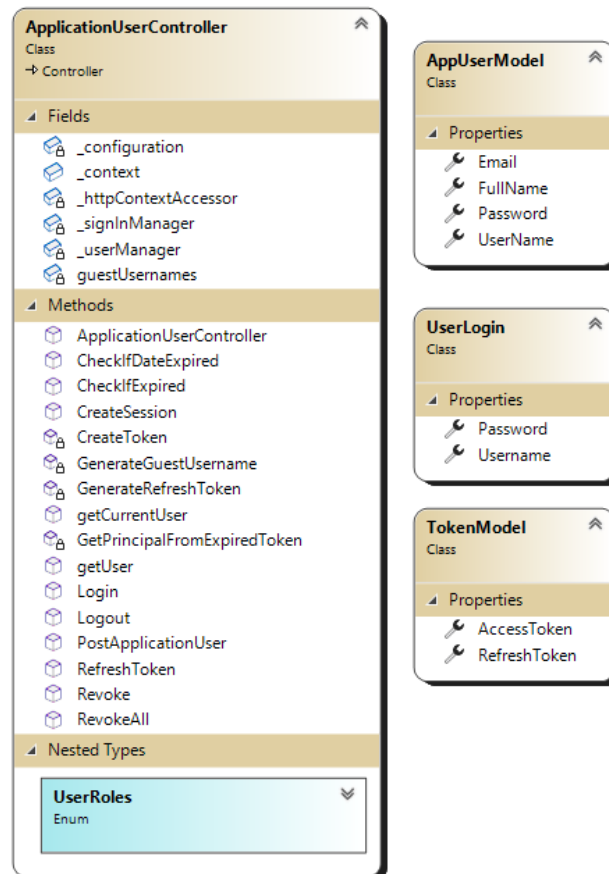 ApplicationUserController
Class
Controller
Fields
_configuration
_context
_httpContextAccessor
_signInManager
_userManager
guestUsernames
Methods
ApplicationUserController
CheckIfDateExpired
CheckIfExpired
CreateSession
CreateToken
GenerateGuestUsername
GenerateRefreshToken
getCurrentUser
GetPrincipalFromExpiredToken
getUser
Login
Logout
PostApplicationUser
RefreshToken
Revoke
RevokeAll
Nested Types
UserRoles
Enum
AppUserModel
Class
Properties
Email
FullName
Password
UserName
UserLogin
Class
Properties
Password
Username
TokenModel
Class
Properties
AccessToken
RefreshToken